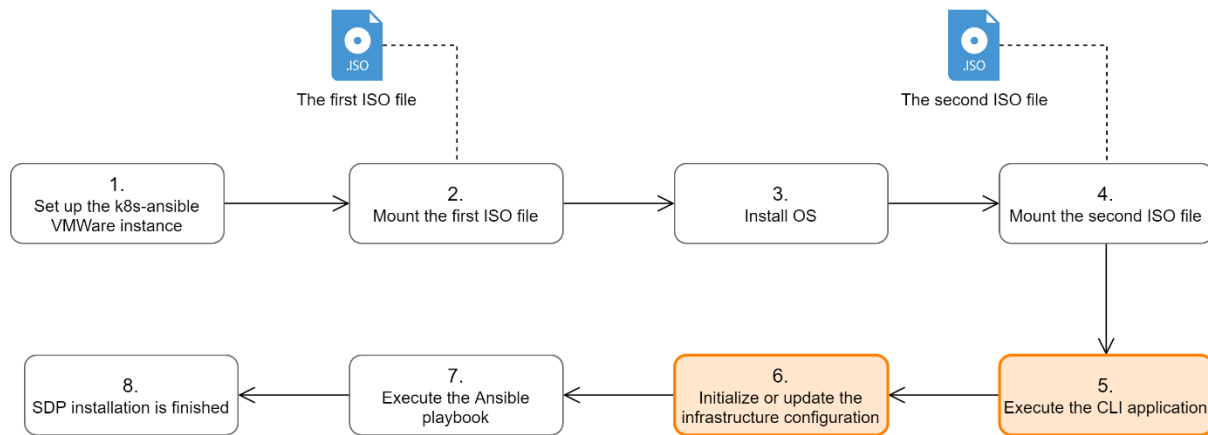 .ISO
The first ISO file
.ISO
The second ISO file
1.
Set up the k8s-ansible
VMWare instance
2.
Mount the first ISO file
3.
Install OS
4.
Mount the second ISO file
8.
SDP installation is finished
7.
Execute the Ansible
playbook
6.
Initialize or update the
infrastructure configuration
5.
Execute the CLI application